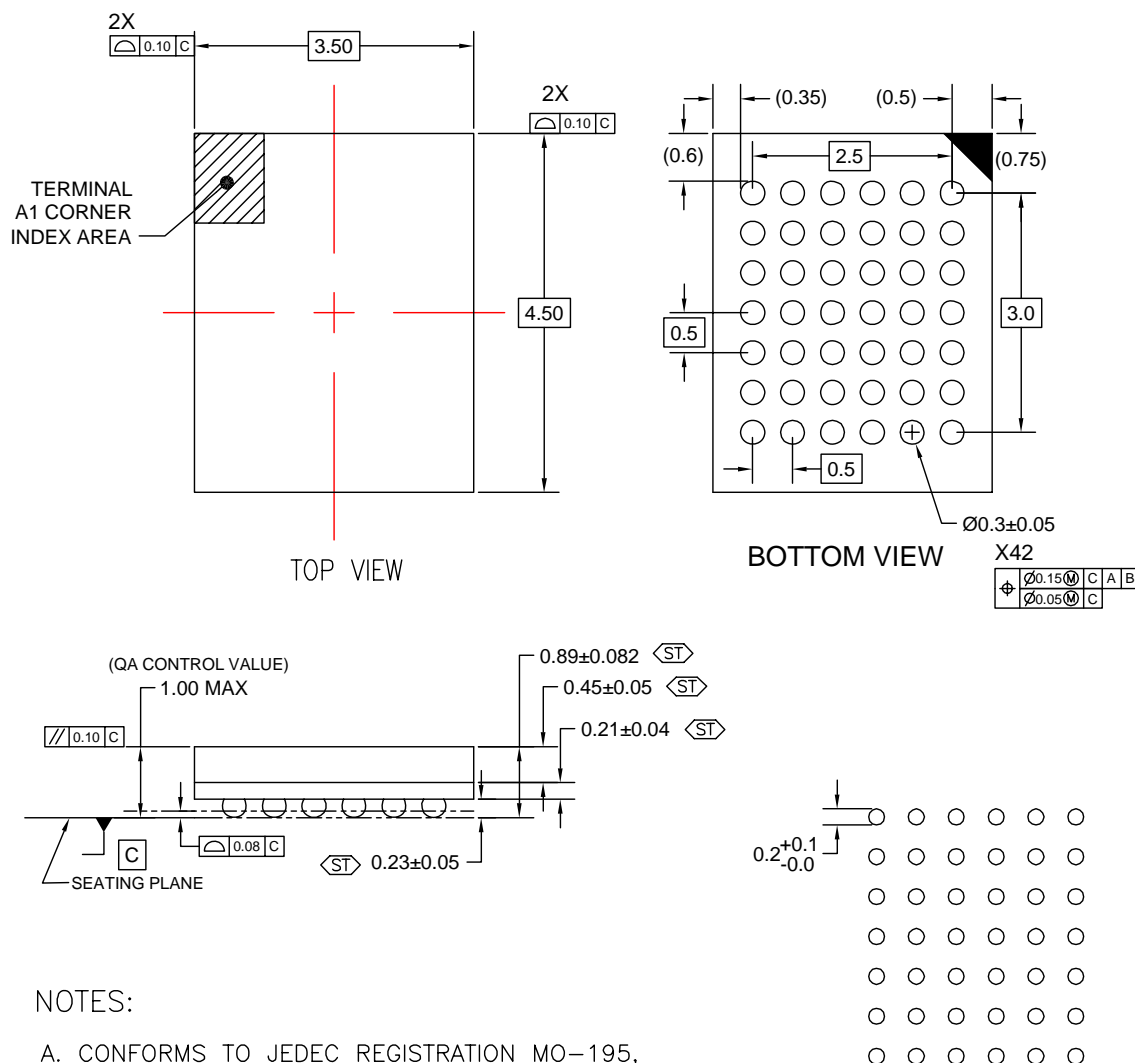 2X
⌓ 0.10 C
3.50
2X
⌓ 0.10 C
TERMINAL
A1 CORNER
INDEX AREA
4.50
TOP VIEW
(0.35)
(0.5)
(0.6)
2.5
(0.75)
0.5
3.0
0.5
Ø0.3±0.05
BOTTOM VIEW
X42
⌖ Ø0.15Ⓜ C A B
Ø0.05Ⓜ C
(QA CONTROL VALUE)
1.00 MAX
// 0.10 C
0.89±0.082 ST
0.45±0.05 ST
0.21±0.04 ST
C
⌓ 0.08 C
ST 0.23±0.05
SEATING PLANE
0.2+0.1
-0.0
NOTES:
A. CONFORMS TO JEDEC REGISTRATION MO-195,